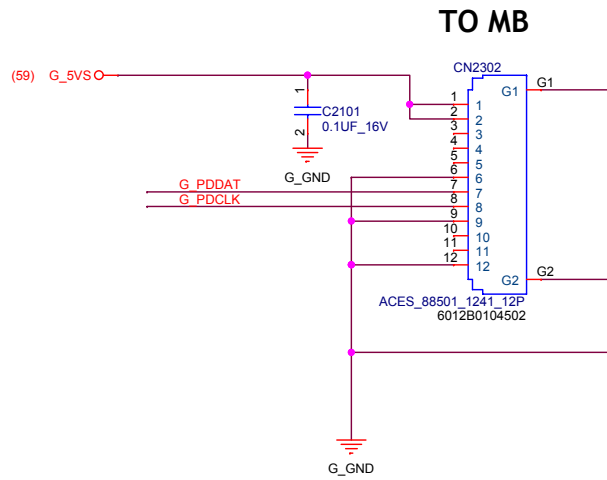 TO MB
CN2302
(59) G_5VS
1
C2101
0.1UF_16V
2
G_GND
G_PDDAT
G_PDCLK
1 1
2 2
3 3
4 4
5 5
6 6
7 7
8 8
9 9
10 10
11 11
12 12
G1 G1
G2 G2
ACES_88501_1241_12P
6012B0104502
G_GND